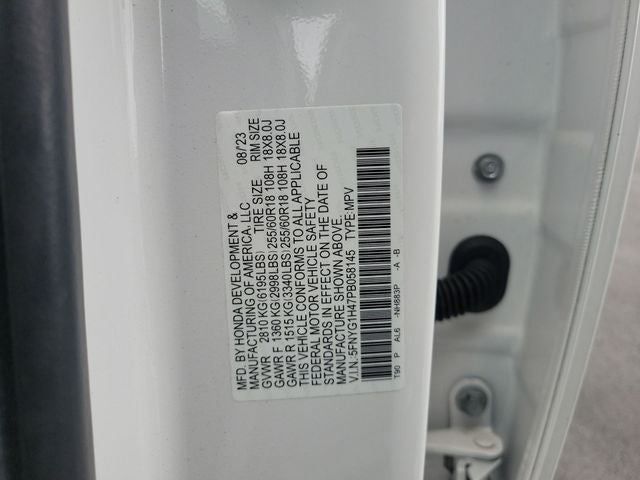 MFD. BY HONDA DEVELOPMENT & 08/'23
MANUFACTURING OF AMERICA, LLC
TIRE SIZE RIM SIZE
GVWR 2810 KG(6195LBS)
GAWR F 1360 KG(2998LBS) 255/60R18 108H 18X8.0J
GAWR R 1515 KG(3340LBS) 255/60R18 108H 18X8.0J
THIS VEHICLE CONFORMS TO ALL APPLICABLE
FEDERAL MOTOR VEHICLE SAFETY
STANDARDS IN EFFECT ON THE DATE OF
MANUFACTURE SHOWN ABOVE.
V.I.N. 5FNYG1H47PB058145 TYPE:MPV
T90 P AL6 -NH883P -A -B